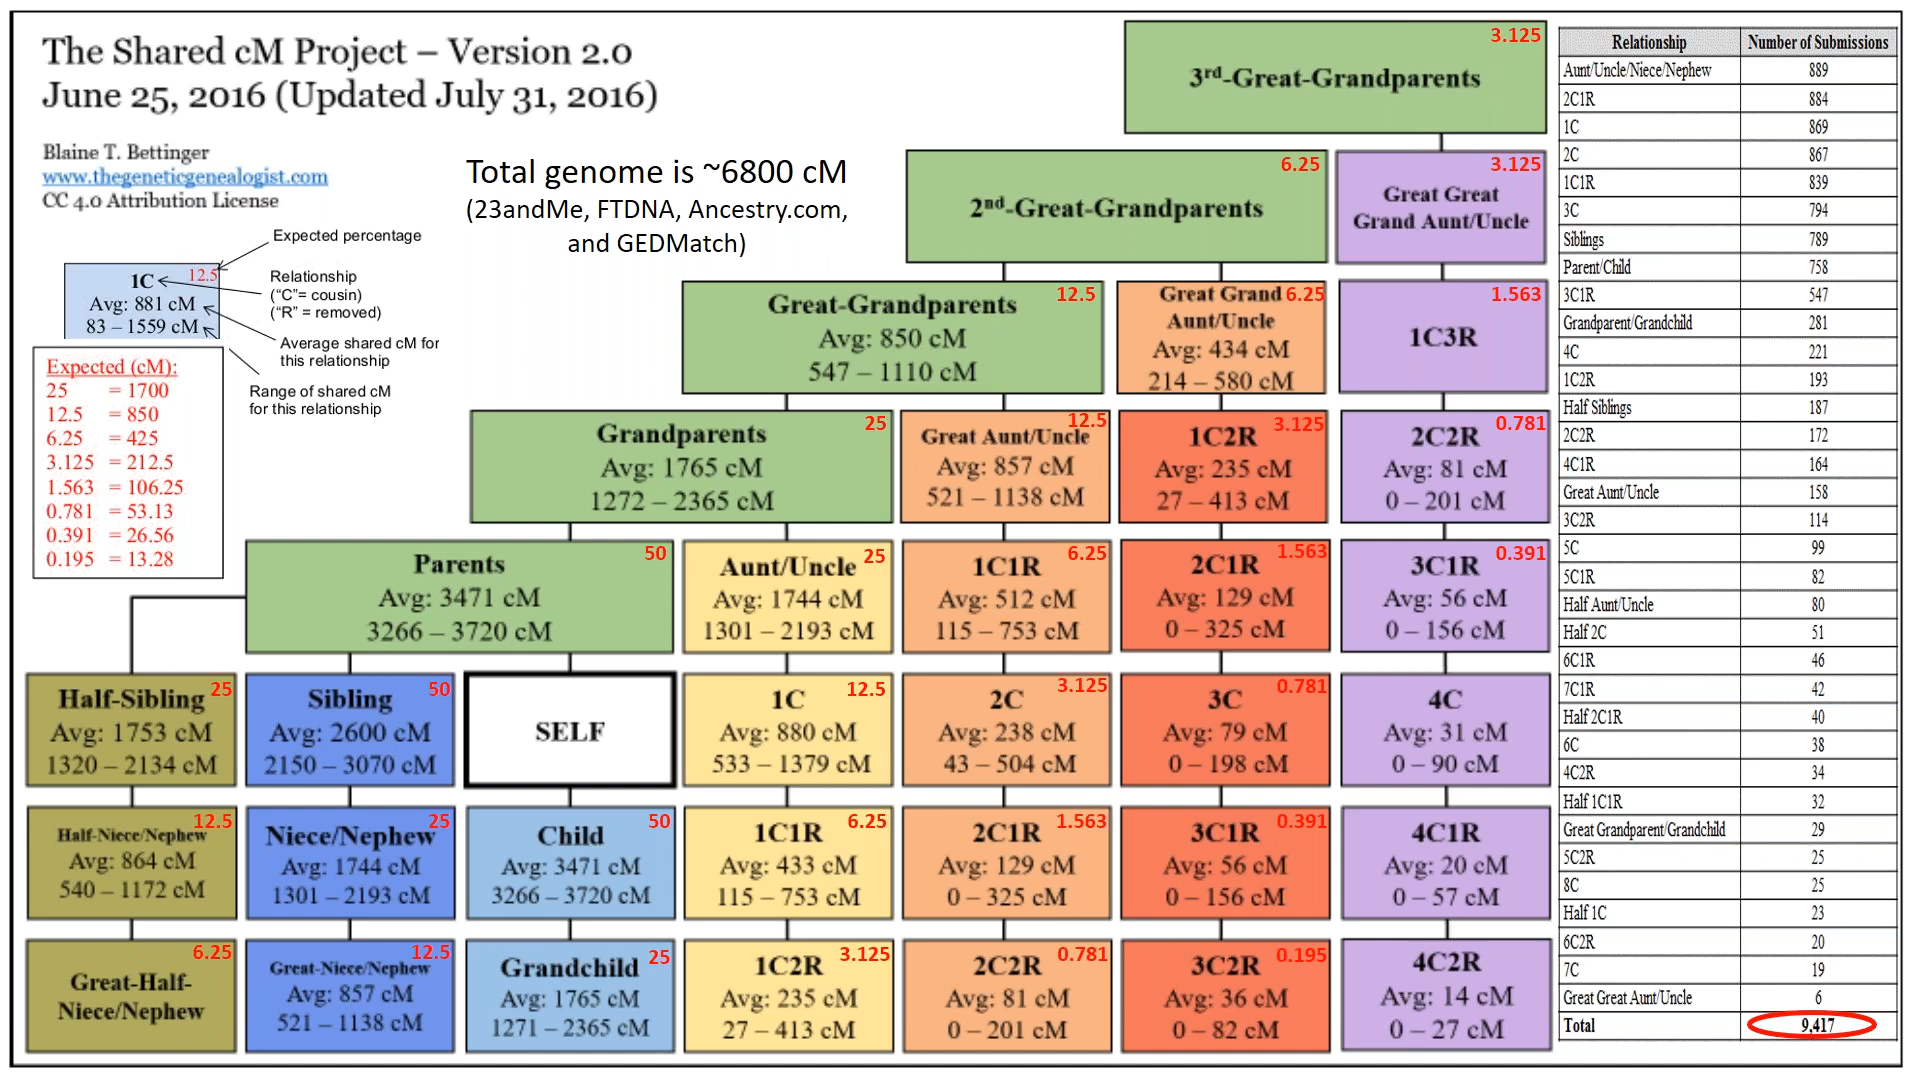 The Shared cM Project – Version 2.0
June 25, 2016 (Updated July 31, 2016)
Blaine T. Bettinger
www.thegeneticgenealogist.com
CC 4.0 Attribution License
Total genome is ~6800 cM
(23andMe, FTDNA, Ancestry.com,
and GEDMatch)
Expected percentage
1C 12.5
Avg: 881 cM
83 – 1559 cM
Relationship
("C"= cousin)
("R" = removed)
Average shared cM for
this relationship
Range of shared cM
for this relationship
Expected (cM):
25 = 1700
12.5 = 850
6.25 = 425
3.125 = 212.5
1.563 = 106.25
0.781 = 53.13
0.391 = 26.56
0.195 = 13.28
3.125
3rd-Great-Grandparents
6.25
2nd-Great-Grandparents
3.125
Great Great
Grand Aunt/Uncle
12.5
Great-Grandparents
Avg: 850 cM
547 – 1110 cM
Great Grand 6.25
Aunt/Uncle
Avg: 434 cM
214 – 580 cM
1.563
1C3R
Grandparents 25
Avg: 1765 cM
1272 – 2365 cM
12.5
Great Aunt/Uncle
Avg: 857 cM
521 – 1138 cM
1C2R 3.125
Avg: 235 cM
27 – 413 cM
2C2R 0.781
Avg: 81 cM
0 – 201 cM
Parents 50
Avg: 3471 cM
3266 – 3720 cM
Aunt/Uncle 25
Avg: 1744 cM
1301 – 2193 cM
1C1R 6.25
Avg: 512 cM
115 – 753 cM
2C1R 1.563
Avg: 129 cM
0 – 325 cM
3C1R 0.391
Avg: 56 cM
0 – 156 cM
Half-Sibling 25
Avg: 1753 cM
1320 – 2134 cM
Sibling 50
Avg: 2600 cM
2150 – 3070 cM
SELF
1C 12.5
Avg: 880 cM
533 – 1379 cM
2C 3.125
Avg: 238 cM
43 – 504 cM
3C 0.781
Avg: 79 cM
0 – 198 cM
4C
Avg: 31 cM
0 – 90 cM
12.5
Half-Niece/Nephew
Avg: 864 cM
540 – 1172 cM
25
Niece/Nephew
Avg: 1744 cM
1301 – 2193 cM
Child 50
Avg: 3471 cM
3266 – 3720 cM
1C1R 6.25
Avg: 433 cM
115 – 753 cM
2C1R 1.563
Avg: 129 cM
0 – 325 cM
3C1R 0.391
Avg: 56 cM
0 – 156 cM
4C1R
Avg: 20 cM
0 – 57 cM
6.25
Great-Half-
Niece/Nephew
12.5
Great-Niece/Nephew
Avg: 857 cM
521 – 1138 cM
Grandchild 25
Avg: 1765 cM
1271 – 2365 cM
1C2R 3.125
Avg: 235 cM
27 – 413 cM
2C2R 0.781
Avg: 81 cM
0 – 201 cM
3C2R 0.195
Avg: 36 cM
0 – 82 cM
4C2R
Avg: 14 cM
0 – 27 cM
Relationship Number of Submissions
Aunt/Uncle/Niece/Nephew 889
2C1R 884
1C 869
2C 867
1C1R 839
3C 794
Siblings 789
Parent/Child 758
3C1R 547
Grandparent/Grandchild 281
4C 221
1C2R 193
Half Siblings 187
2C2R 172
4C1R 164
Great Aunt/Uncle 158
3C2R 114
5C 99
5C1R 82
Half Aunt/Uncle 80
Half 2C 51
6C1R 46
7C1R 42
Half 2C1R 40
6C 38
4C2R 34
Half 1C1R 32
Great Grandparent/Grandchild 29
5C2R 25
8C 25
Half 1C 23
6C2R 20
7C 19
Great Great Aunt/Uncle 6
Total 9,417